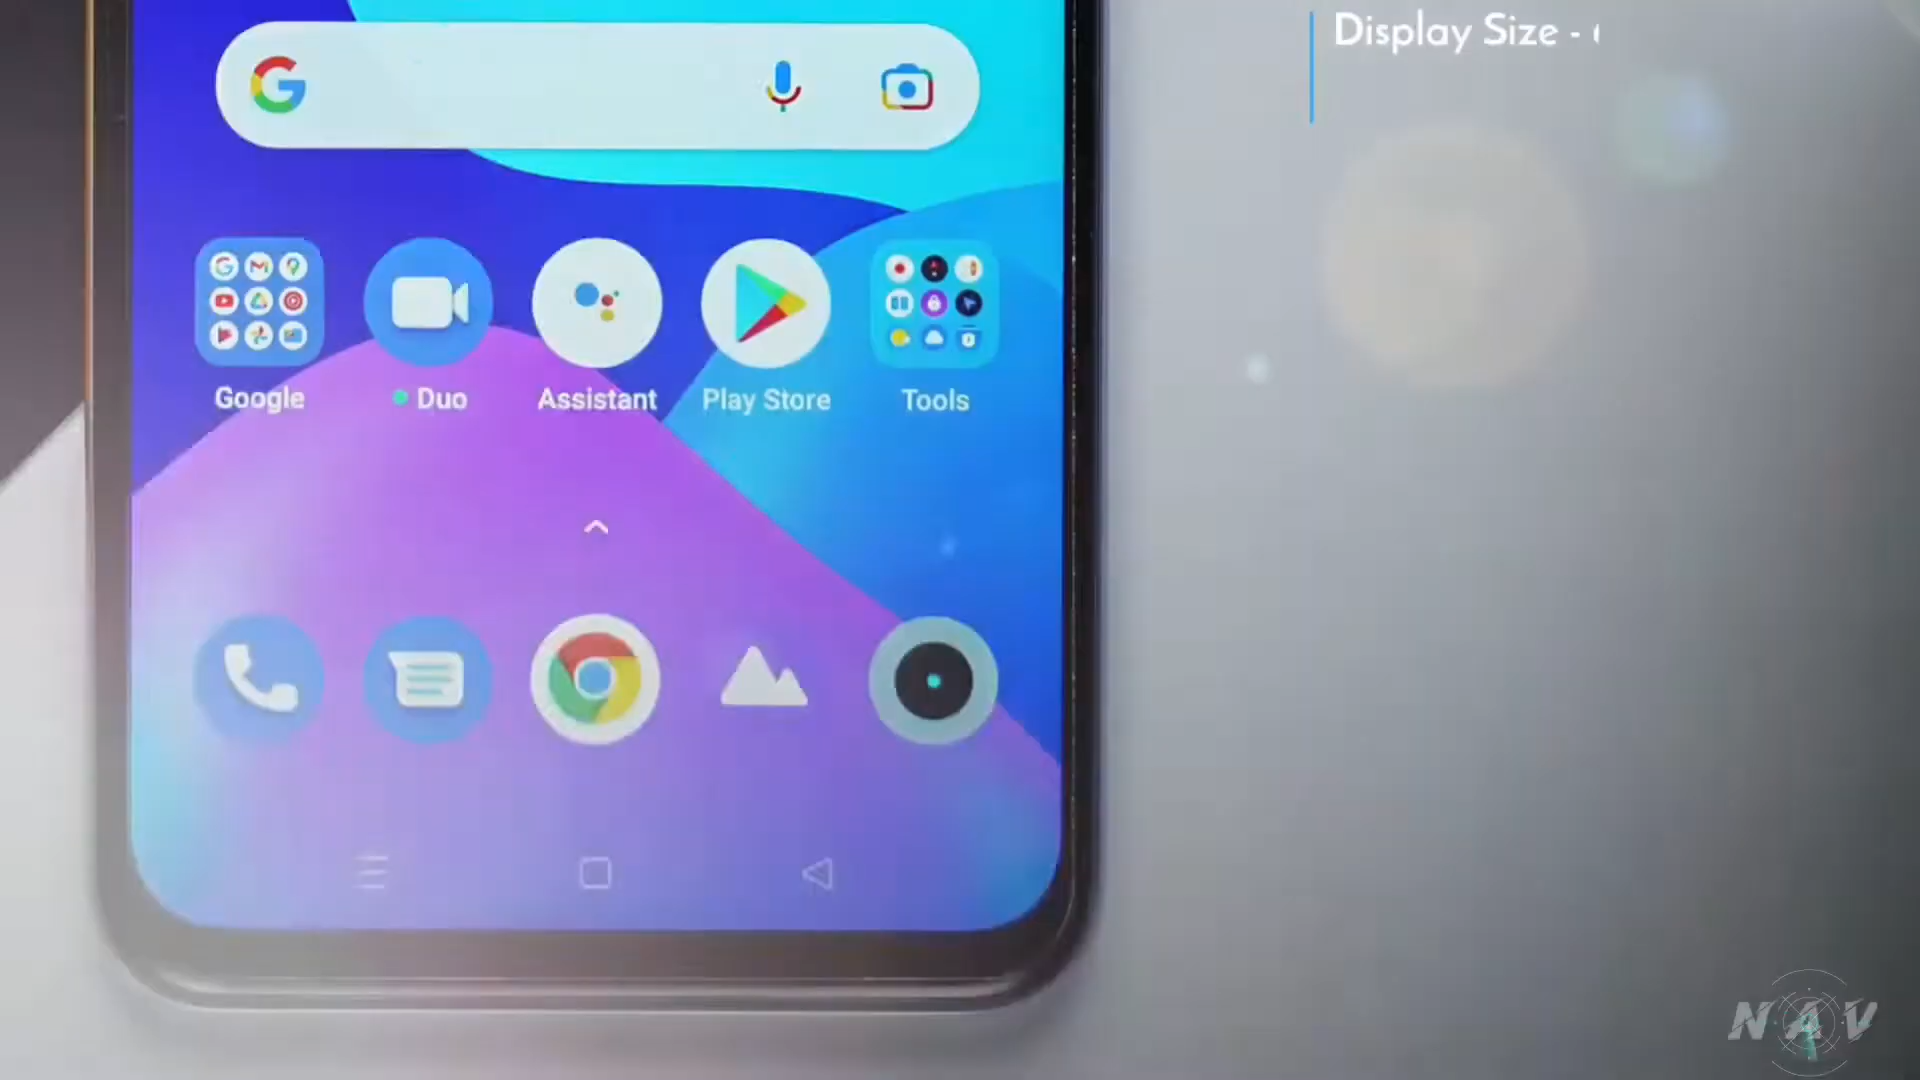 Display Size -
Google
Duo
Assistant
Play Store
Tools
NAV